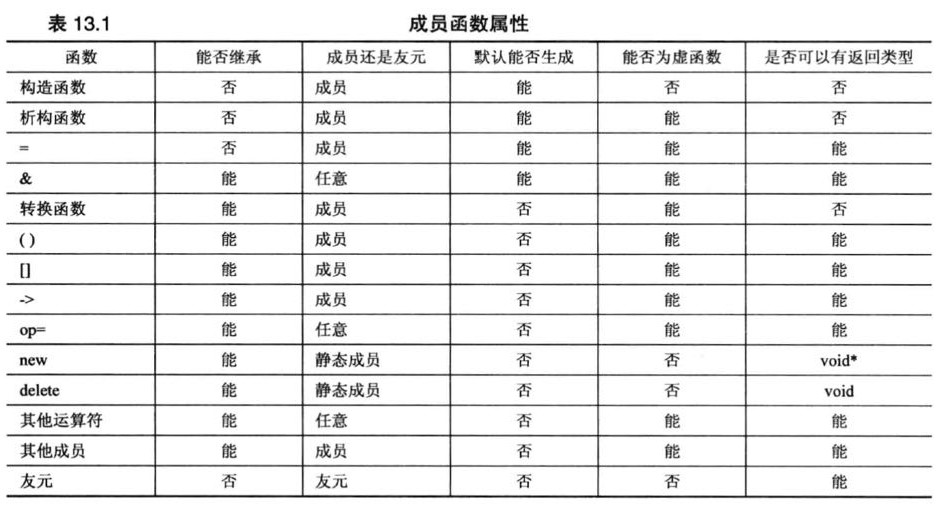 表 13.1 成员函数属性
函数 能否继承 成员还是友元 默认能否生成 能否为虚函数 是否可以有返回类型
构造函数 否 成员 能 否 否
析构函数 否 成员 能 能 否
= 否 成员 能 能 能
& 能 任意 能 能 能
转换函数 能 成员 否 能 否
( ) 能 成员 否 能 能
[] 能 成员 否 能 能
-> 能 成员 否 能 能
op= 能 任意 否 能 能
new 能 静态成员 否 否 void*
delete 能 静态成员 否 否 void
其他运算符 能 任意 否 能 能
其他成员 能 成员 否 能 能
友元 否 友元 否 否 能